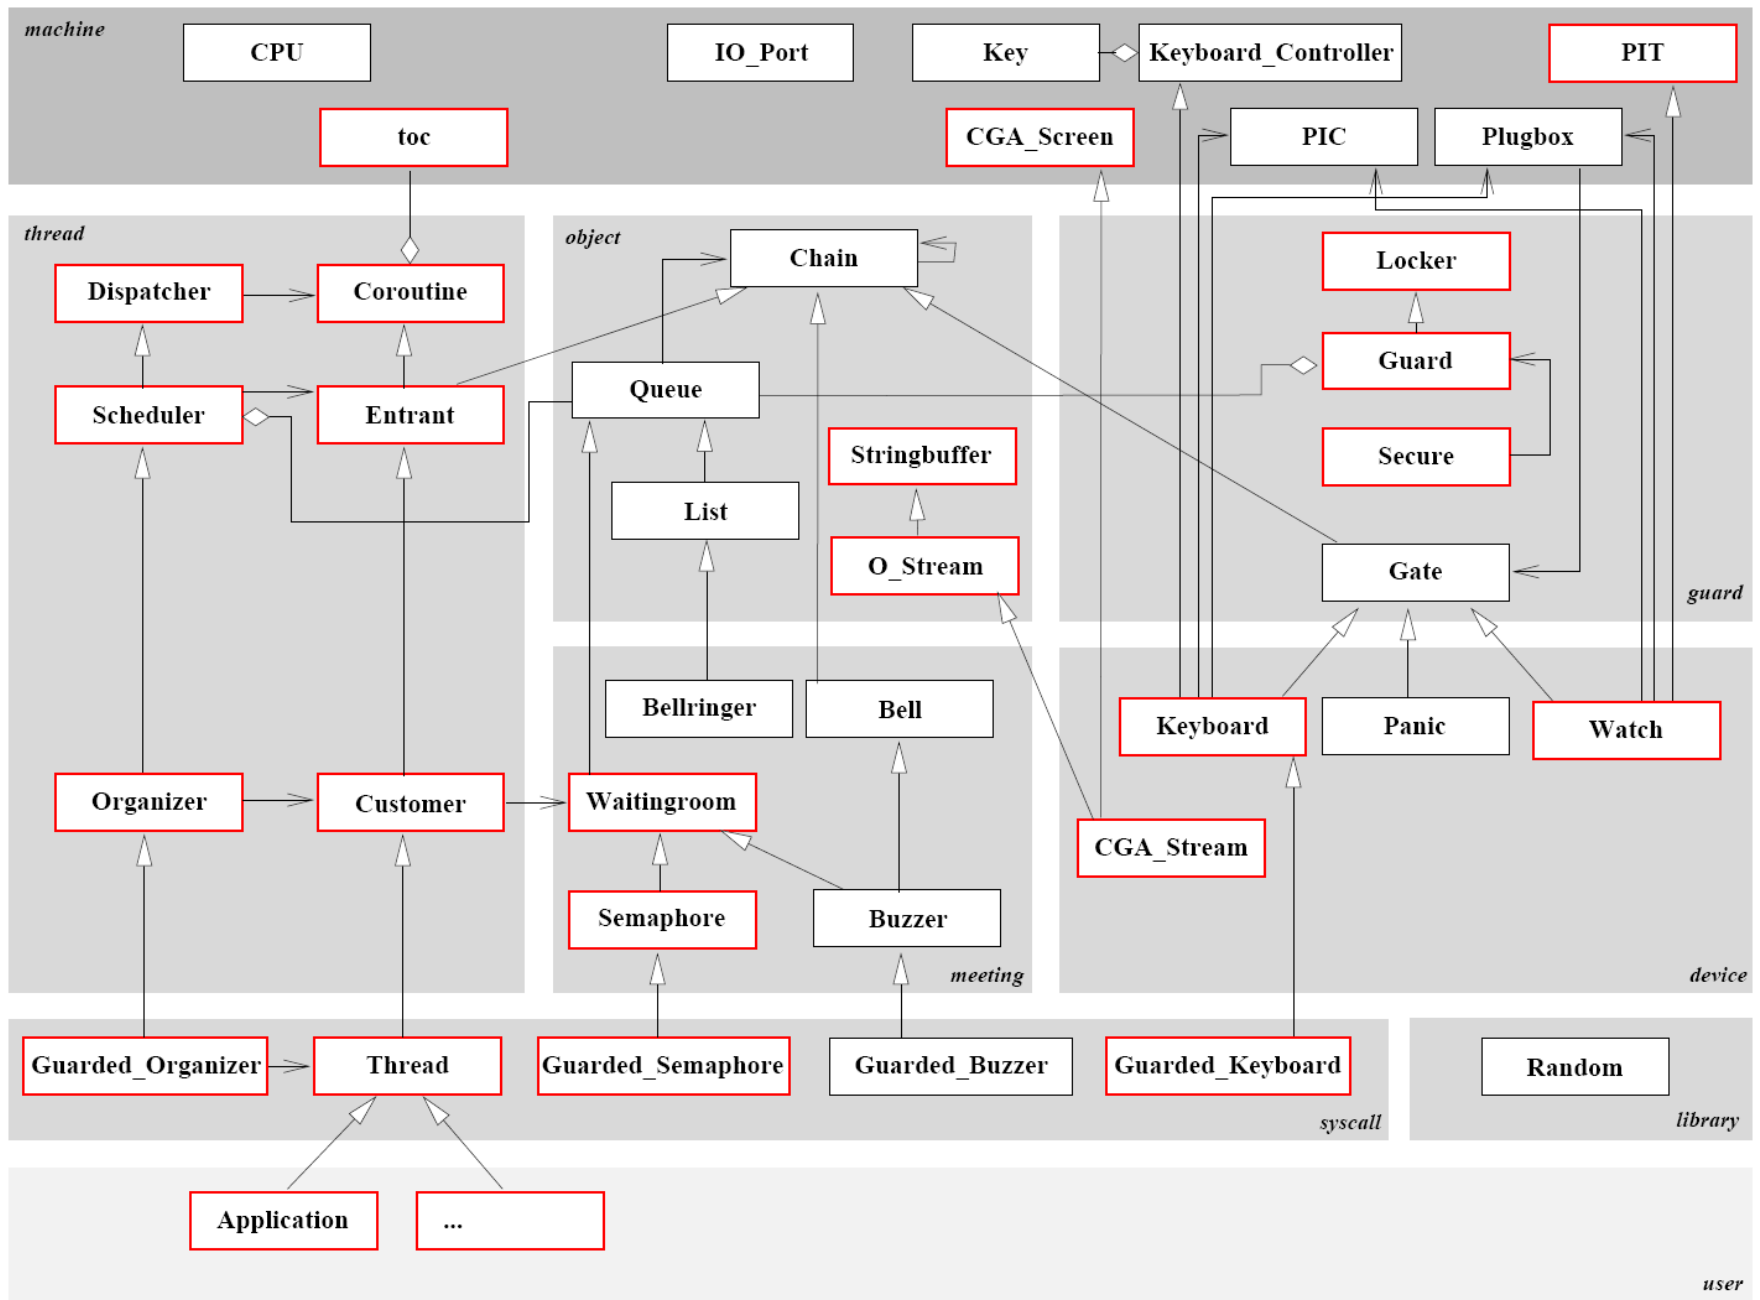 machine
CPU
IO_Port
Key
Keyboard_Controller
PIT
toc
CGA_Screen
PIC
Plugbox
thread
object
Chain
Locker
Dispatcher
Coroutine
Guard
Queue
Scheduler
Entrant
Stringbuffer
Secure
List
O_Stream
Gate
guard
Bellringer
Bell
Keyboard
Panic
Watch
Organizer
Customer
Waitingroom
CGA_Stream
Semaphore
Buzzer
meeting
device
Guarded_Organizer
Thread
Guarded_Semaphore
Guarded_Buzzer
Guarded_Keyboard
Random
syscall
library
Application
...
user